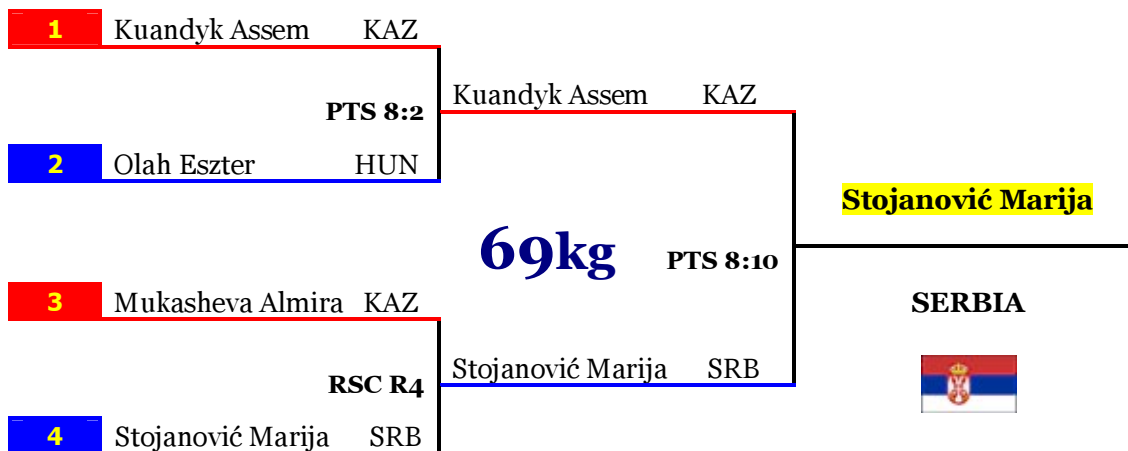 1 Kuandyk Assem KAZ
PTS 8:2
2 Olah Eszter HUN
Kuandyk Assem KAZ
69kg PTS 8:10
3 Mukasheva Almira KAZ
RSC R4
4 Stojanović Marija SRB
Stojanović Marija SRB
Stojanović Marija
SERBIA